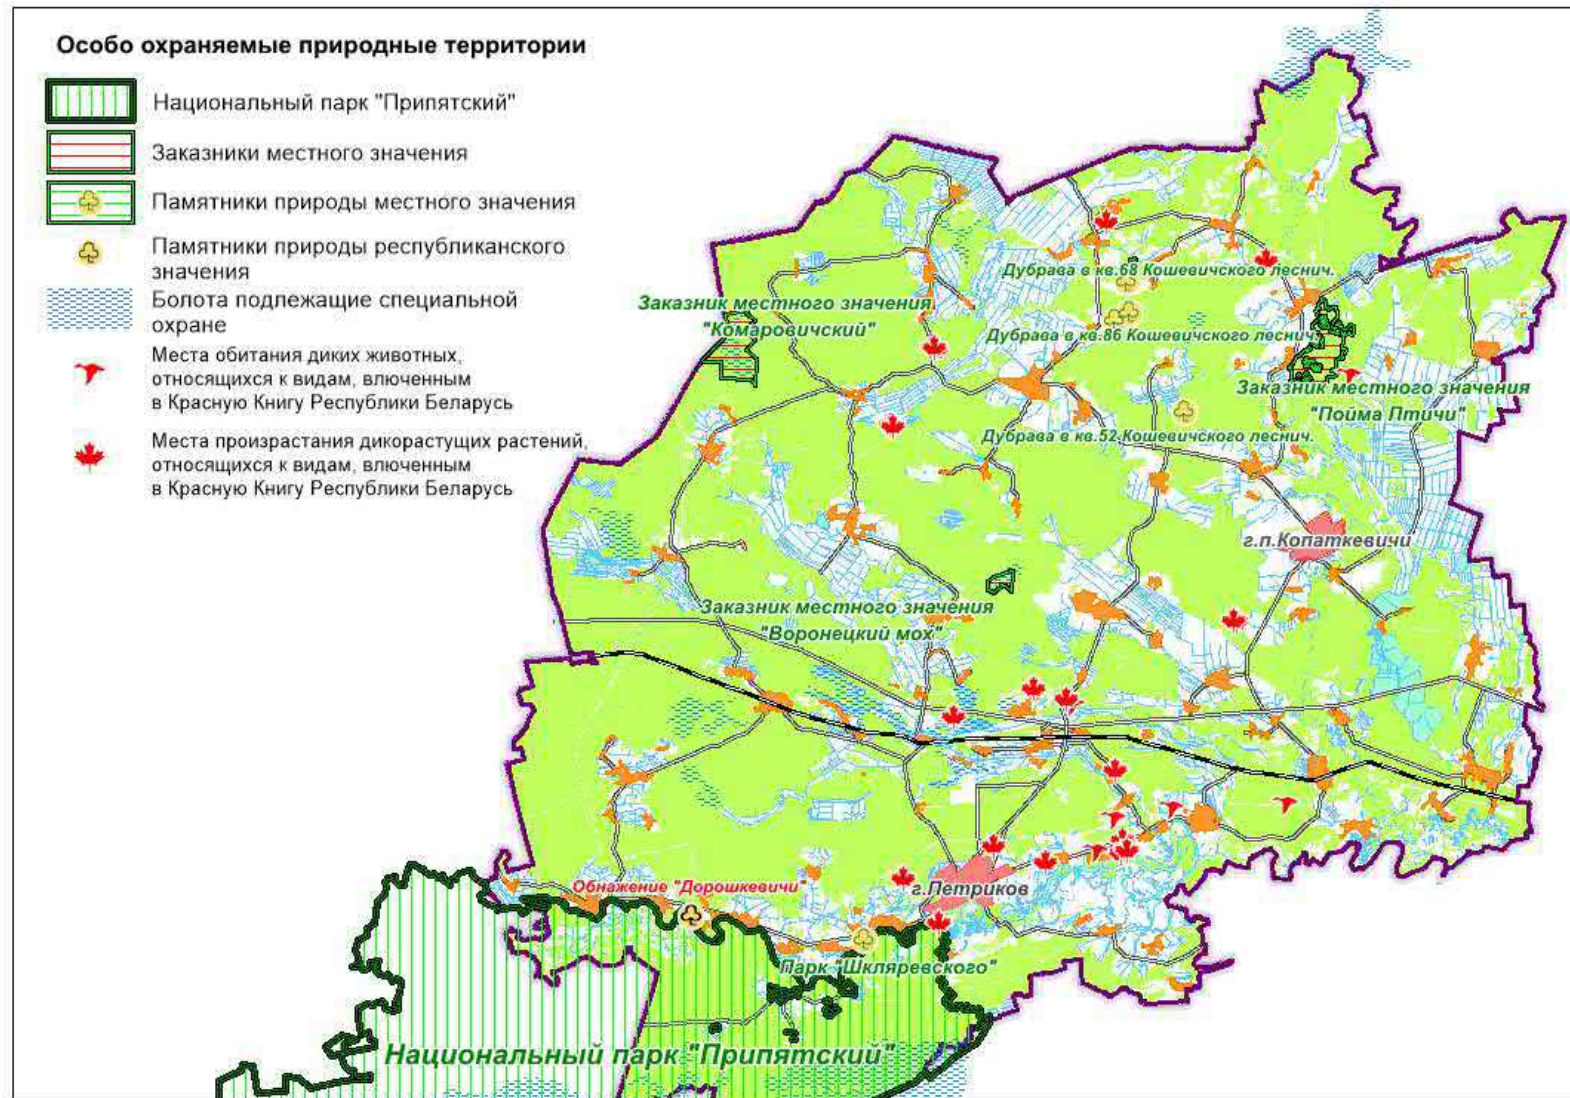 Особо охраняемые природные территории
Национальный парк "Припятский"
Заказники местного значения
Памятники природы местного значения
Памятники природы республиканского
значения
Болота подлежащие специальной
охране
Места обитания диких животных,
относящихся к видам, влюченным
в Красную Книгу Республики Беларусь
Места произрастания дикорастущих растений,
относящихся к видам, влюченным
в Красную Книгу Республики Беларусь
Дубрава в кв.68 Кошевичского леснич.
Заказник местного значения
"Комаровичский"
Дубрава в кв.86 Кошевичского леснич.
Заказник местного значения
"Пойма Птичи"
Дубрава в кв.52 Кошевичского леснич.
г.п.Копаткевичи
Заказник местного значения
"Воронецкий мох"
Обнажение "Дорошкевичи"
г.Петриков
Парк "Шкляревского"
Национальный парк "Припятский"